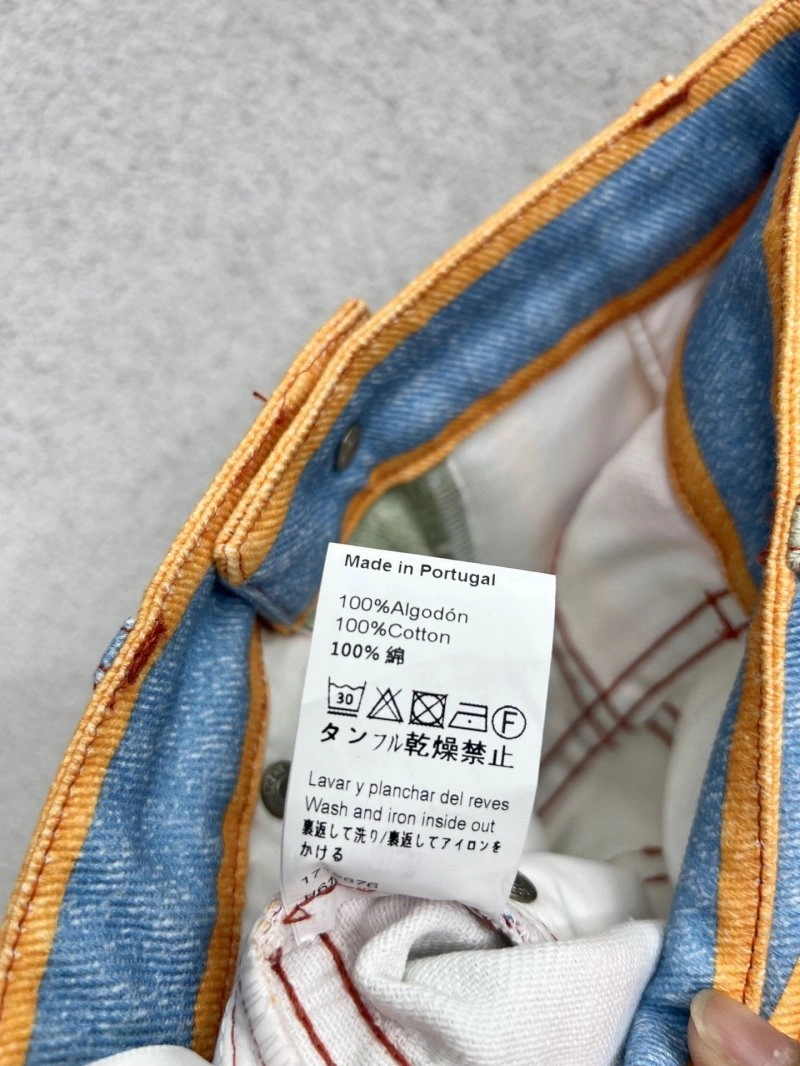 Made in Portugal
100%Algodón
100%Cotton
100% 綿
30 F
タンブル乾燥禁止
Lavar y planchar del reves
Wash and iron inside out
裏返して洗り/裏返してアイロンを
かける